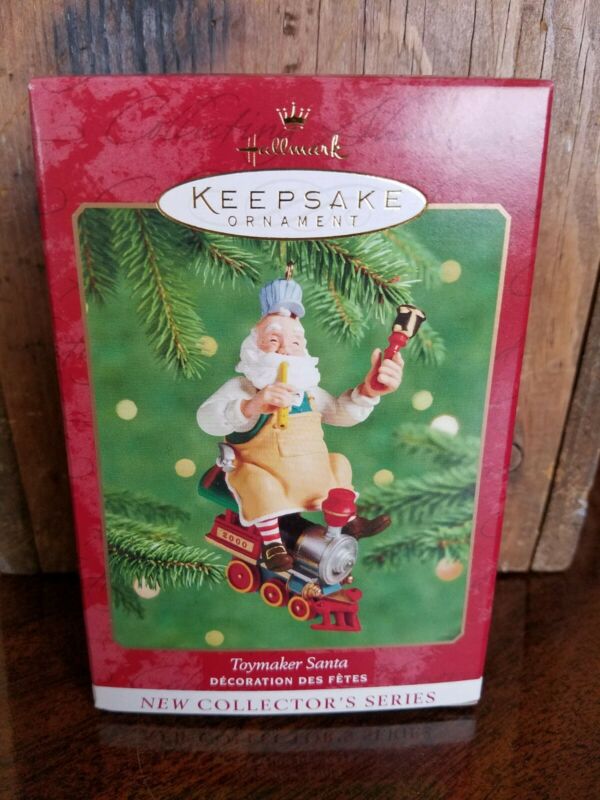 Hallmark
KEEPSAKE
ORNAMENT
2000
Toymaker Santa
DÉCORATION DES FÊTES
NEW COLLECTOR'S SERIES